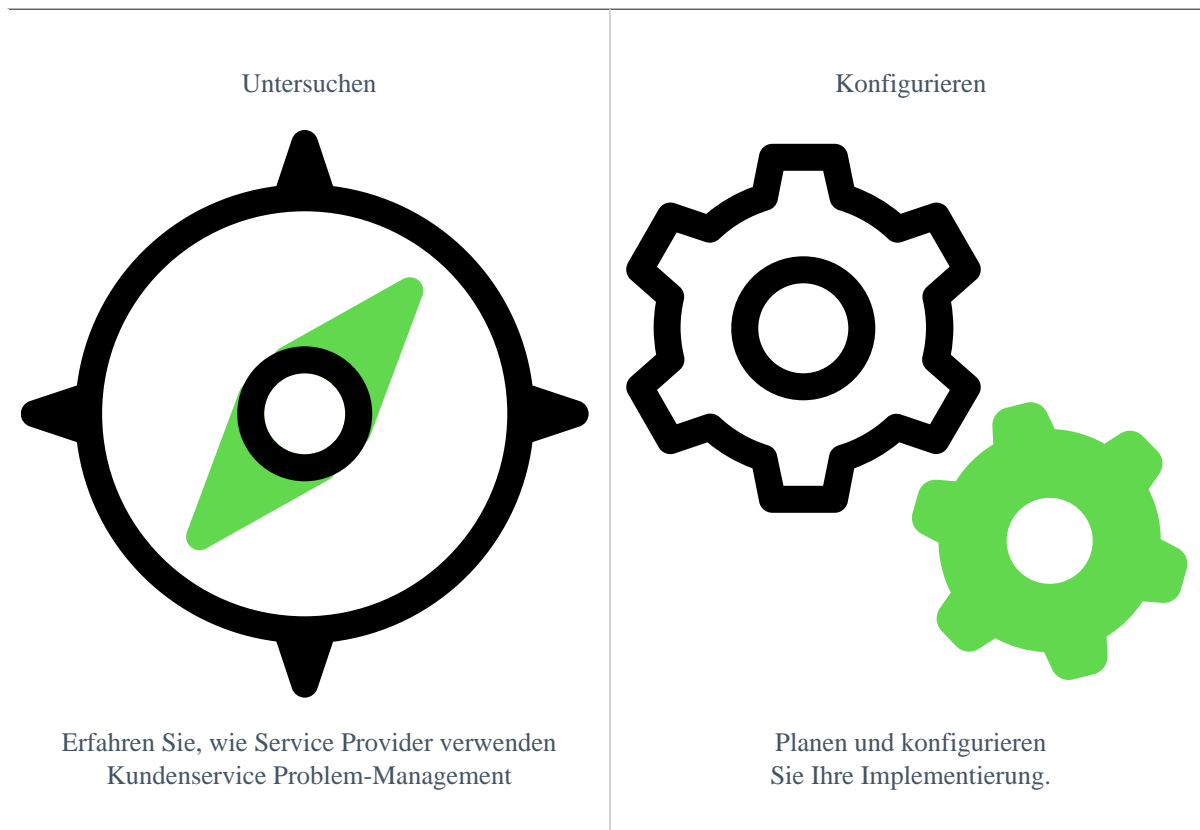 Untersuchen
Erfahren Sie, wie Service Provider verwenden
Kundenservice Problem-Management
Konfigurieren
Planen und konfigurieren
Sie Ihre Implementierung.